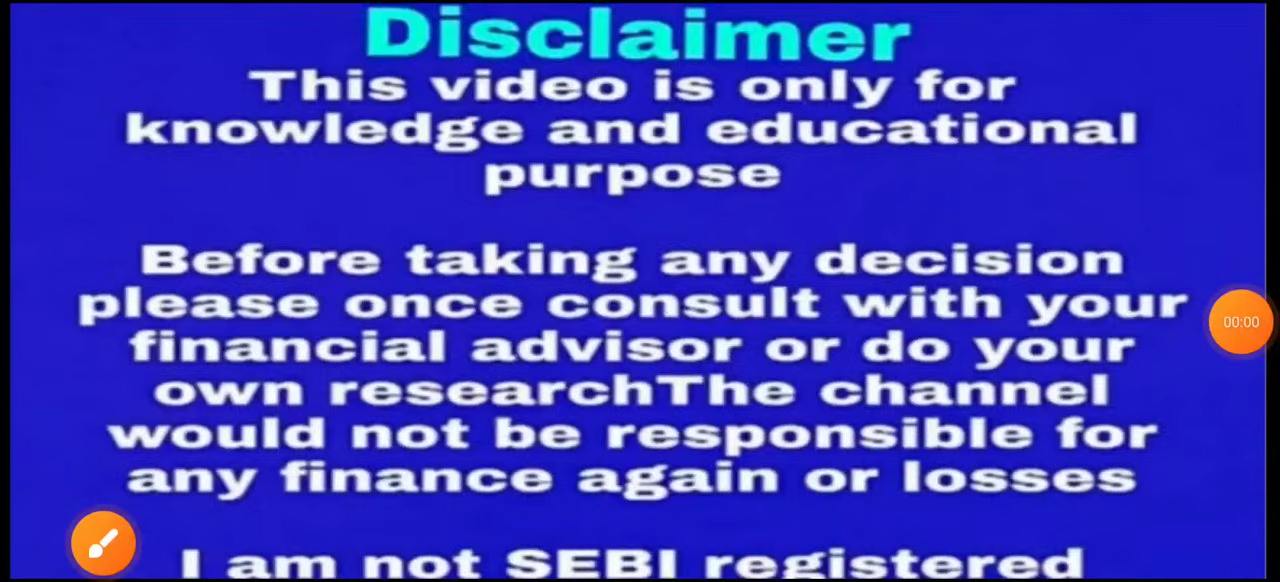 Disclaimer
This video is only for
knowledge and educational
purpose
Before taking any decision
please once consult with your
financial advisor or do your
own researchThe channel
would not be responsible for
any finance again or losses
I am not SEBI registered
00:00